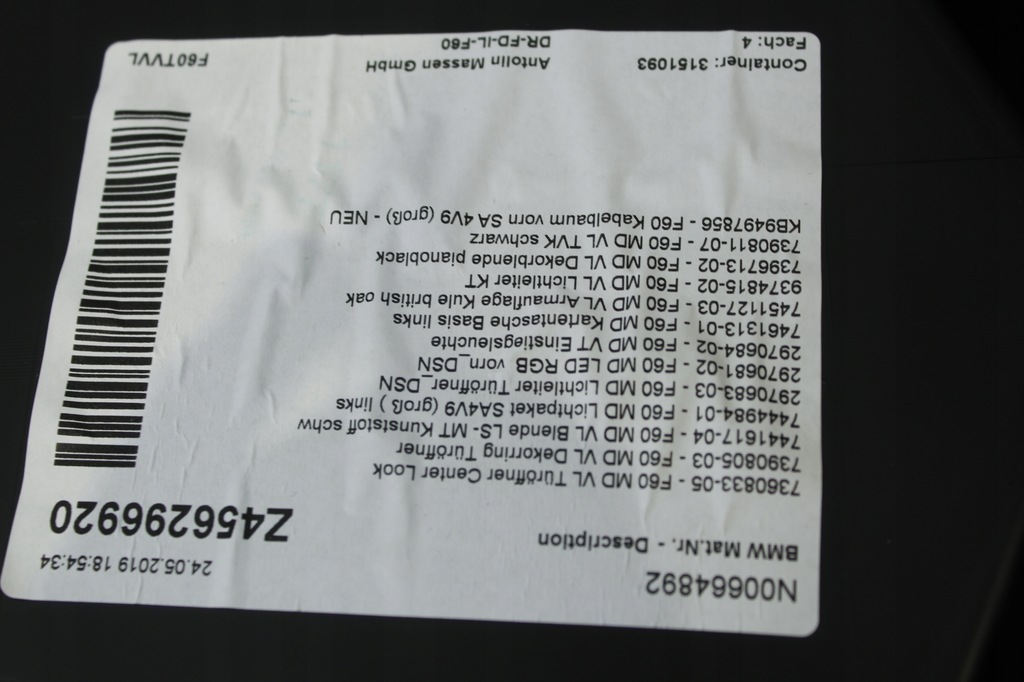 N00664892
24.05.2019 18:54:34
BMW Mat.Nr. - Description
Z456296920
7360833-05 - F60 MD VL Türöffner Center Look
7390805-03 - F60 MD VL Dekorring Türöffner
7441617-04 - F60 MD VL Blende LS- MT Kunststoff schw
7444984-01 - F60 MD Lichtpaket SA4V9 (groß ) links
2970683-03 - F60 MD Lichtleiter Türöffner_DSN
2970681-02 - F60 MD LED RGB vorn_DSN
2970684-02 - F60 MD VT Einstiegsleuchte
7461313-01 - F60 MD Kartentasche Basis links
7451127-03 - F60 MD VL Armauflage Kule british oak
9374815-02 - F60 MD VL Lichtleiter KT
7396713-02 - F60 MD VL Dekorblende pianoblack
7390811-07 - F60 MD VL TVK schwarz
KB9497856 - F60 Kabelbaum vorn SA 4V9 (groß) - NEU
Container: 3151093 Antolin Massen GmbH F60TVVL
Fach: 4 DR-FD-IL-F60